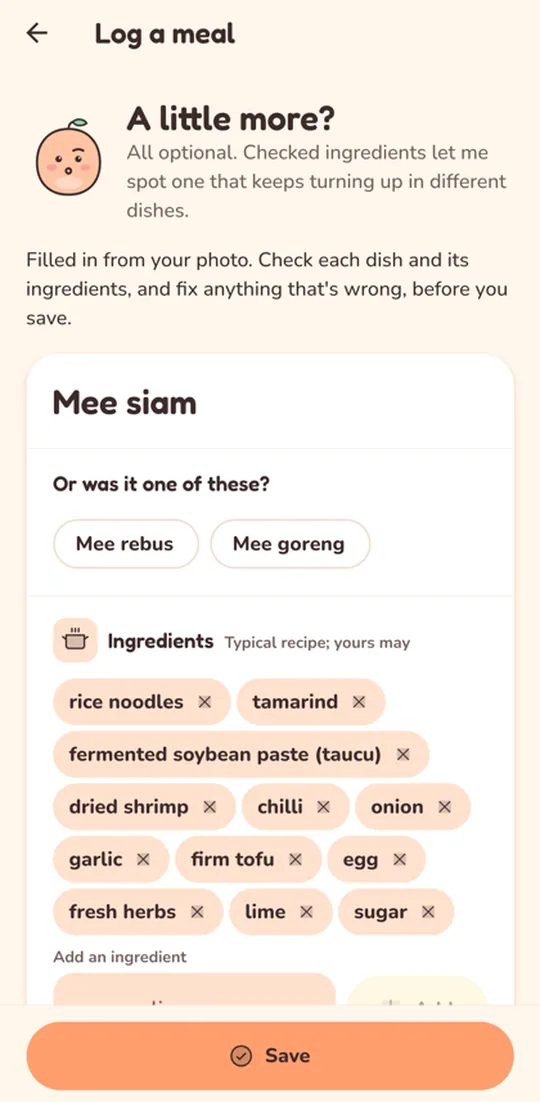 Log a meal
A little more?
All optional. Checked ingredients let me
spot one that keeps turning up in different
dishes.
Filled in from your photo. Check each dish and its
ingredients, and fix anything that's wrong, before you
save.
Mee siam
Or was it one of these?
Mee rebus
Mee goreng
Ingredients Typical recipe; yours may
rice noodles
tamarind
fermented soybean paste (taucu)
dried shrimp
chilli
onion
garlic
firm tofu
egg
fresh herbs
lime
sugar
Add an ingredient
Save